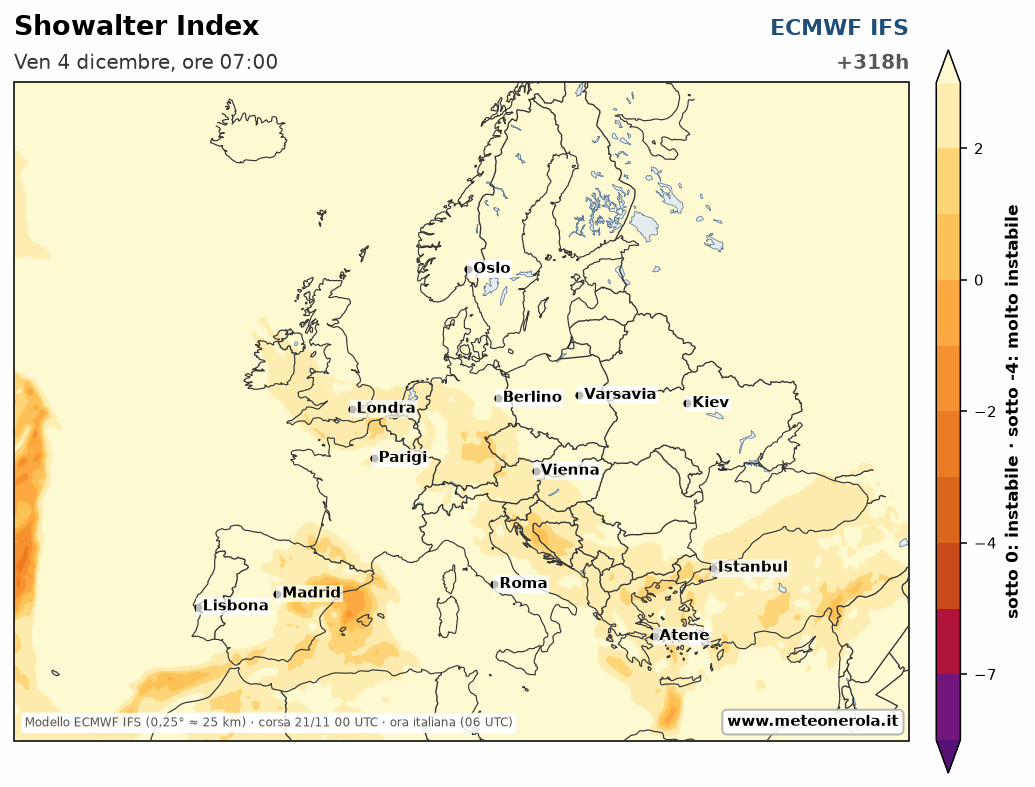 Showalter Index
ECMWF IFS
Ven 4 dicembre, ore 07:00
+318h
Oslo
Londra
Berlino
Varsavia
Kiev
Parigi
Vienna
Istanbul
Madrid
Roma
Lisbona
Atene
Modello ECMWF IFS (0,25° ≈ 25 km) · corsa 21/11 00 UTC · ora italiana (06 UTC)
www.meteonerola.it
2
0
−2
−4
−7
sotto 0: instabile · sotto -4: molto instabile